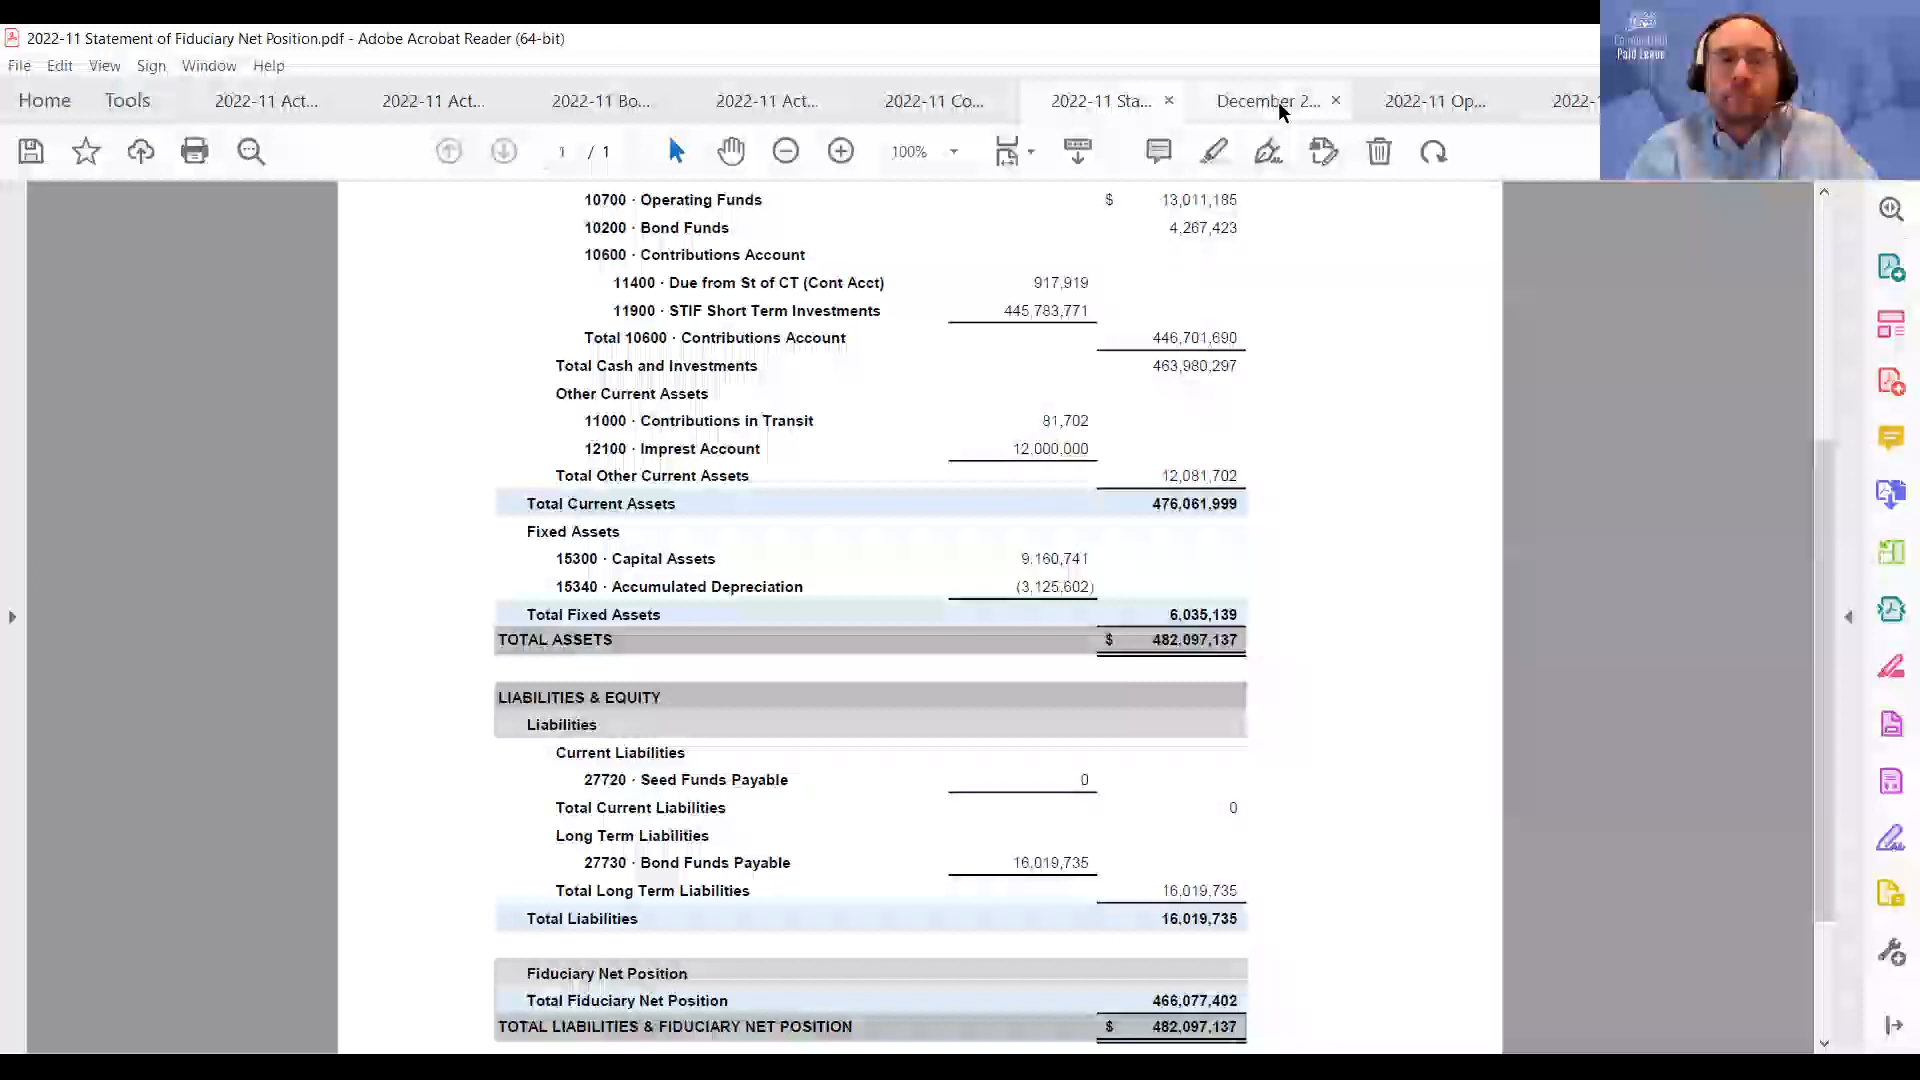 2022-11 Statement of Fiduciary Net Position.pdf - Adobe Acrobat Reader (64-bit)
File Edit View Sign Window Help
Home Tools 2022-11 Act... 2022-11 Act... 2022-11 Bo... 2022-11 Act... 2022-11 Co... 2022-11 Sta... × December 2... × 2022-11 Op... 2022-1
1 / 1 100%
Paid Leave
10700 · Operating Funds $ 13,011,185
10200 · Bond Funds 4,267,423
10600 · Contributions Account
11400 · Due from St of CT (Cont Acct) 917,919
11900 · STIF Short Term Investments 445,783,771
Total 10600 · Contributions Account 446,701,690
Total Cash and Investments 463,980,297
Other Current Assets
11000 · Contributions in Transit 81,702
12100 · Imprest Account 12,000,000
Total Other Current Assets 12,081,702
Total Current Assets 476,061,999
Fixed Assets
15300 · Capital Assets 9,160,741
15340 · Accumulated Depreciation (3,125,602)
Total Fixed Assets 6,035,139
TOTAL ASSETS $ 482,097,137
LIABILITIES & EQUITY
Liabilities
Current Liabilities
27720 · Seed Funds Payable 0
Total Current Liabilities 0
Long Term Liabilities
27730 · Bond Funds Payable 16,019,735
Total Long Term Liabilities 16,019,735
Total Liabilities 16,019,735
Fiduciary Net Position
Total Fiduciary Net Position 466,077,402
TOTAL LIABILITIES & FIDUCIARY NET POSITION $ 482,097,137